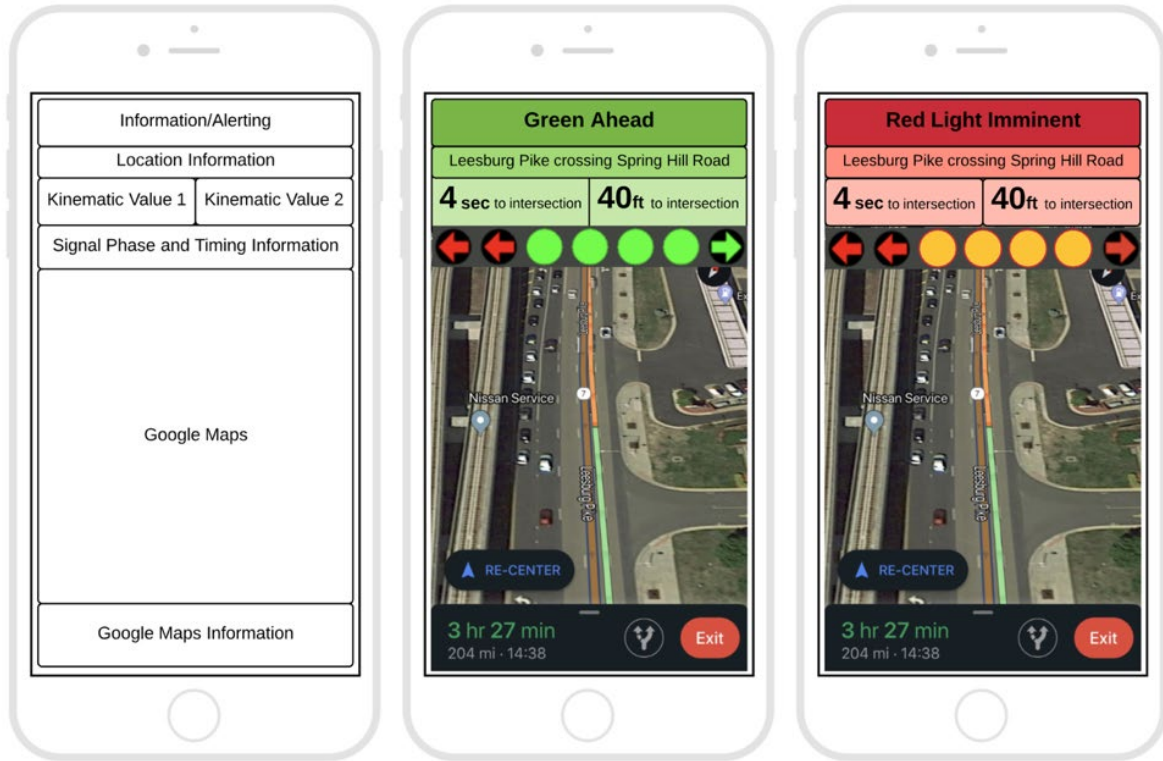 Information/Alerting
Location Information
Kinematic Value 1
Kinematic Value 2
Signal Phase and Timing Information
Google Maps
Google Maps Information
Green Ahead
Leesburg Pike crossing Spring Hill Road
4 sec to intersection
40ft to intersection
Nissan Service
7
Leesburg Pike
RE-CENTER
3 hr 27 min
204 mi · 14:38
Exit
Red Light Imminent
Leesburg Pike crossing Spring Hill Road
4 sec to intersection
40ft to intersection
Nissan Service
7
Leesburg Pike
RE-CENTER
3 hr 27 min
204 mi · 14:38
Exit